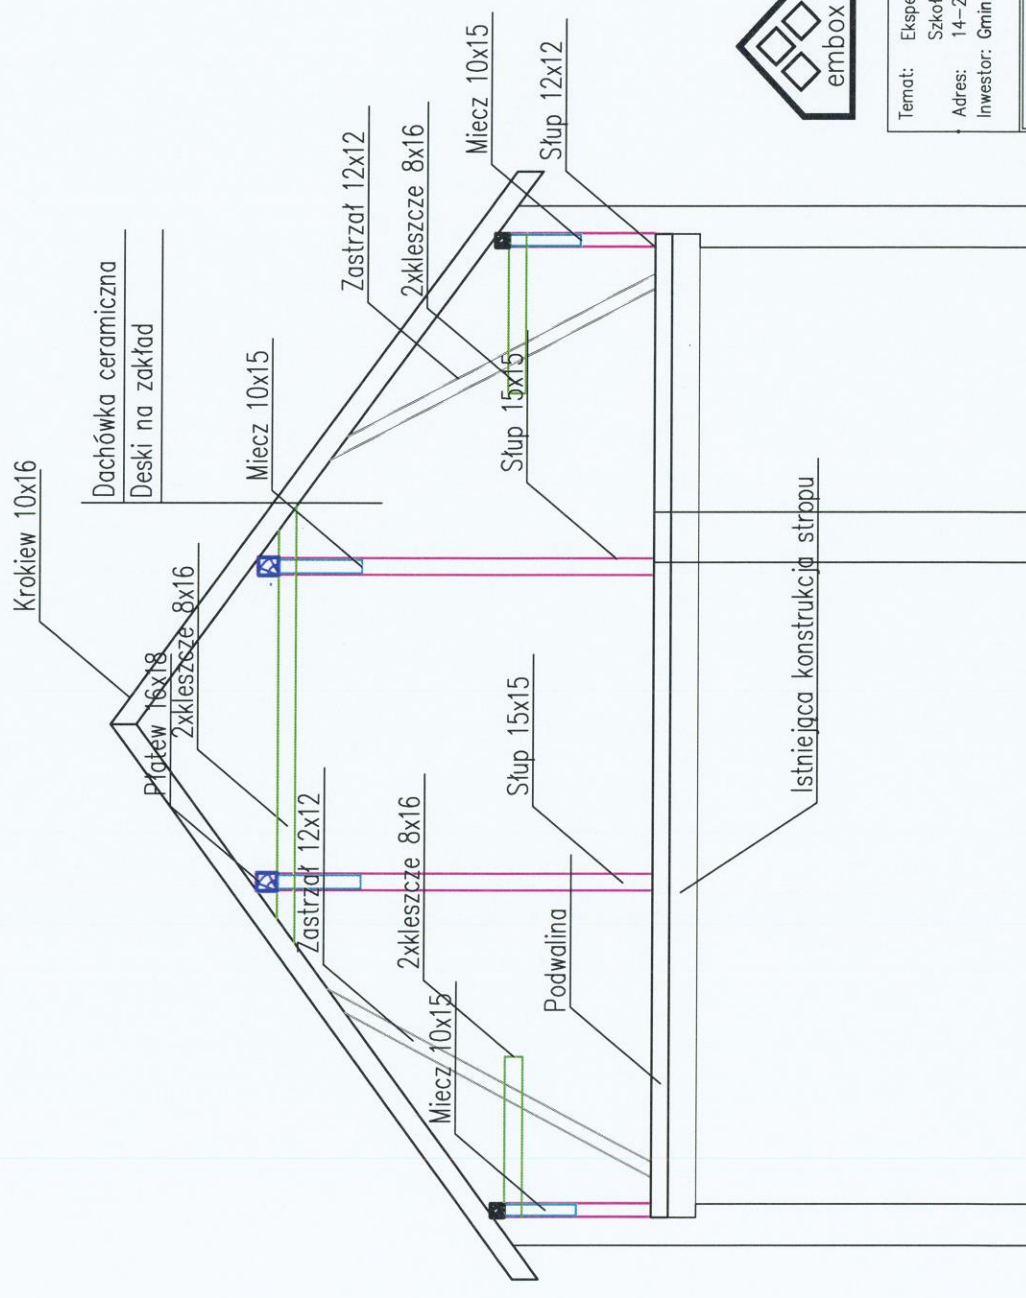 Krokiew 10x16
Dachówka ceramiczna
Deski na zakład
Płatew 16x18
2xkleszcze 8x16
Miecz 10x15
Zastrzał 12x12
2xkleszcze 8x16
Miecz 10x15
Słup 12x12
Zastrzał 12x12
2xkleszcze 8x16
Miecz 10x15
Słup 15x15
Słup 15x15
Podwalina
Istniejąca konstrukcja stropu
embox
Temat:
Adres: 14-2
Inwestor: